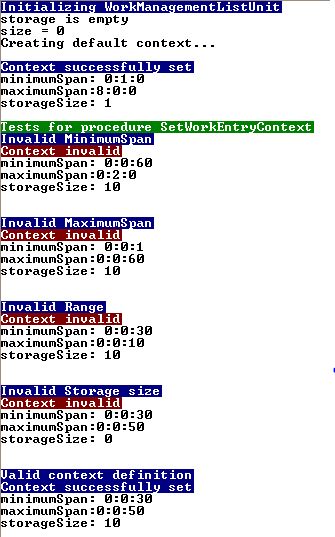 Initializing WorkManagementListUnit
storage is empty
size = 0
Creating default context...
Context successfully set
minimumSpan: 0:1:0
maximumSpan:8:0:0
storageSize: 1
Tests for procedure SetWorkEntryContext
Invalid MinimumSpan
Context invalid
minimumSpan: 0:0:60
maximumSpan:0:2:0
storageSize: 10
Invalid MaximumSpan
Context invalid
minimumSpan: 0:0:1
maximumSpan:0:0:60
storageSize: 10
Invalid Range
Context invalid
minimumSpan: 0:0:30
maximumSpan:0:0:10
storageSize: 10
Invalid Storage size
Context invalid
minimumSpan: 0:0:30
maximumSpan:0:0:50
storageSize: 0
Valid context definition
Context successfully set
minimumSpan: 0:0:30
maximumSpan:0:0:50
storageSize: 10